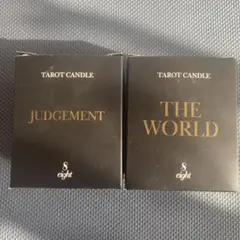 TAROT CANDLE
JUDGEMENT
8
eight
TAROT CANDLE
THE
WORLD
8
eight